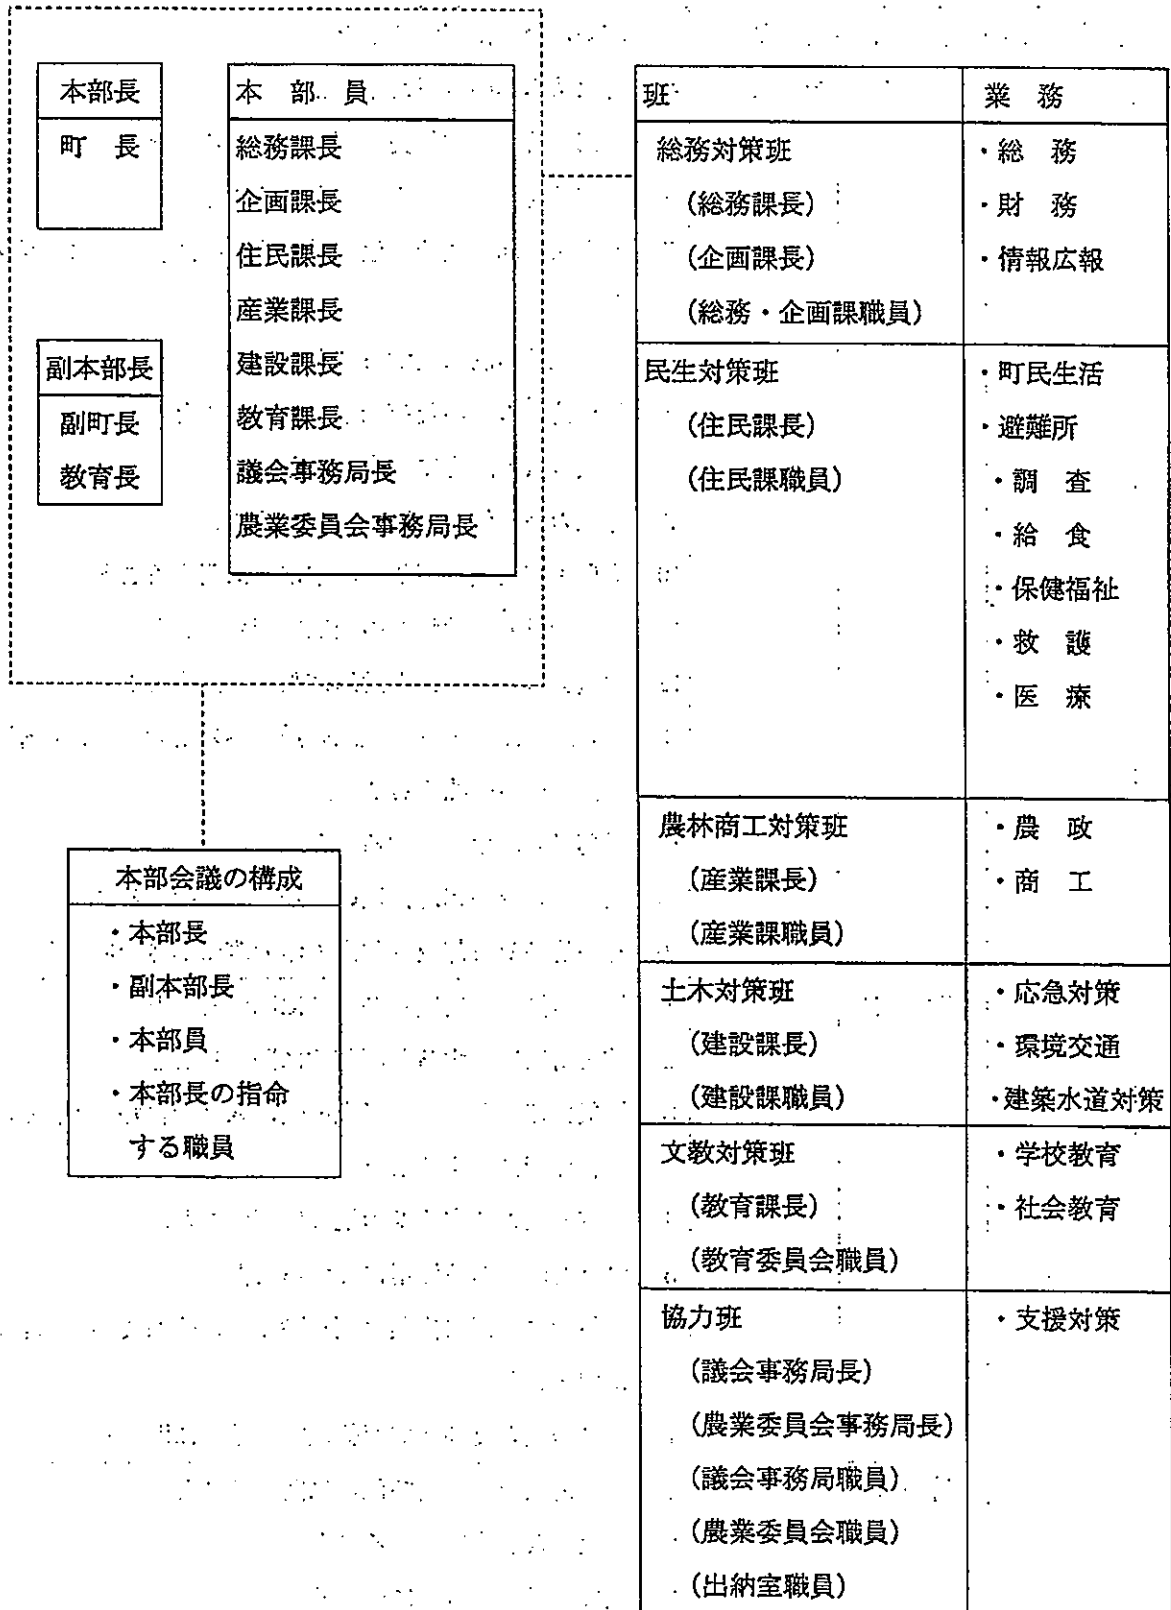 本部長
町　長
副本部長
副町長
教育長
本　部　員
総務課長
企画課長
住民課長
産業課長
建設課長
教育課長
議会事務局長
農業委員会事務局長
本部会議の構成
・本部長
・副本部長
・本部員
・本部長の指命
する職員
班　業　務
総務対策班　・総　務
（総務課長）　・財　務
（企画課長）　・情報広報
（総務・企画課職員）
民生対策班　・町民生活
（住民課長）　・避難所
（住民課職員）　・調　査
・給　食
・保健福祉
・救　護
・医　療
農林商工対策班　・農　政
（産業課長）　・商　工
（産業課職員）
土木対策班　・応急対策
（建設課長）　・環境交通
（建設課職員）　・建築水道対策
文教対策班　・学校教育
（教育課長）　・社会教育
（教育委員会職員）
協力班　・支援対策
（議会事務局長）
（農業委員会事務局長）
（議会事務局職員）
（農業委員会職員）
（出納室職員）